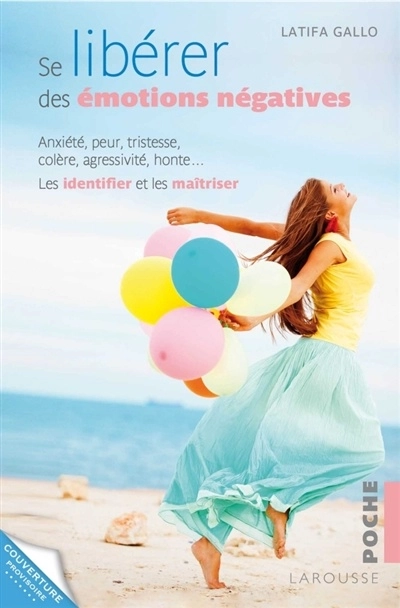 LATIFA GALLO
Se libérer
des émotions négatives
Anxiété, peur, tristesse,
colère, agressivité, honte...
Les identifier et les maîtriser
POCHE
COUVERTURE
PROVISOIRE
LAROUSSE